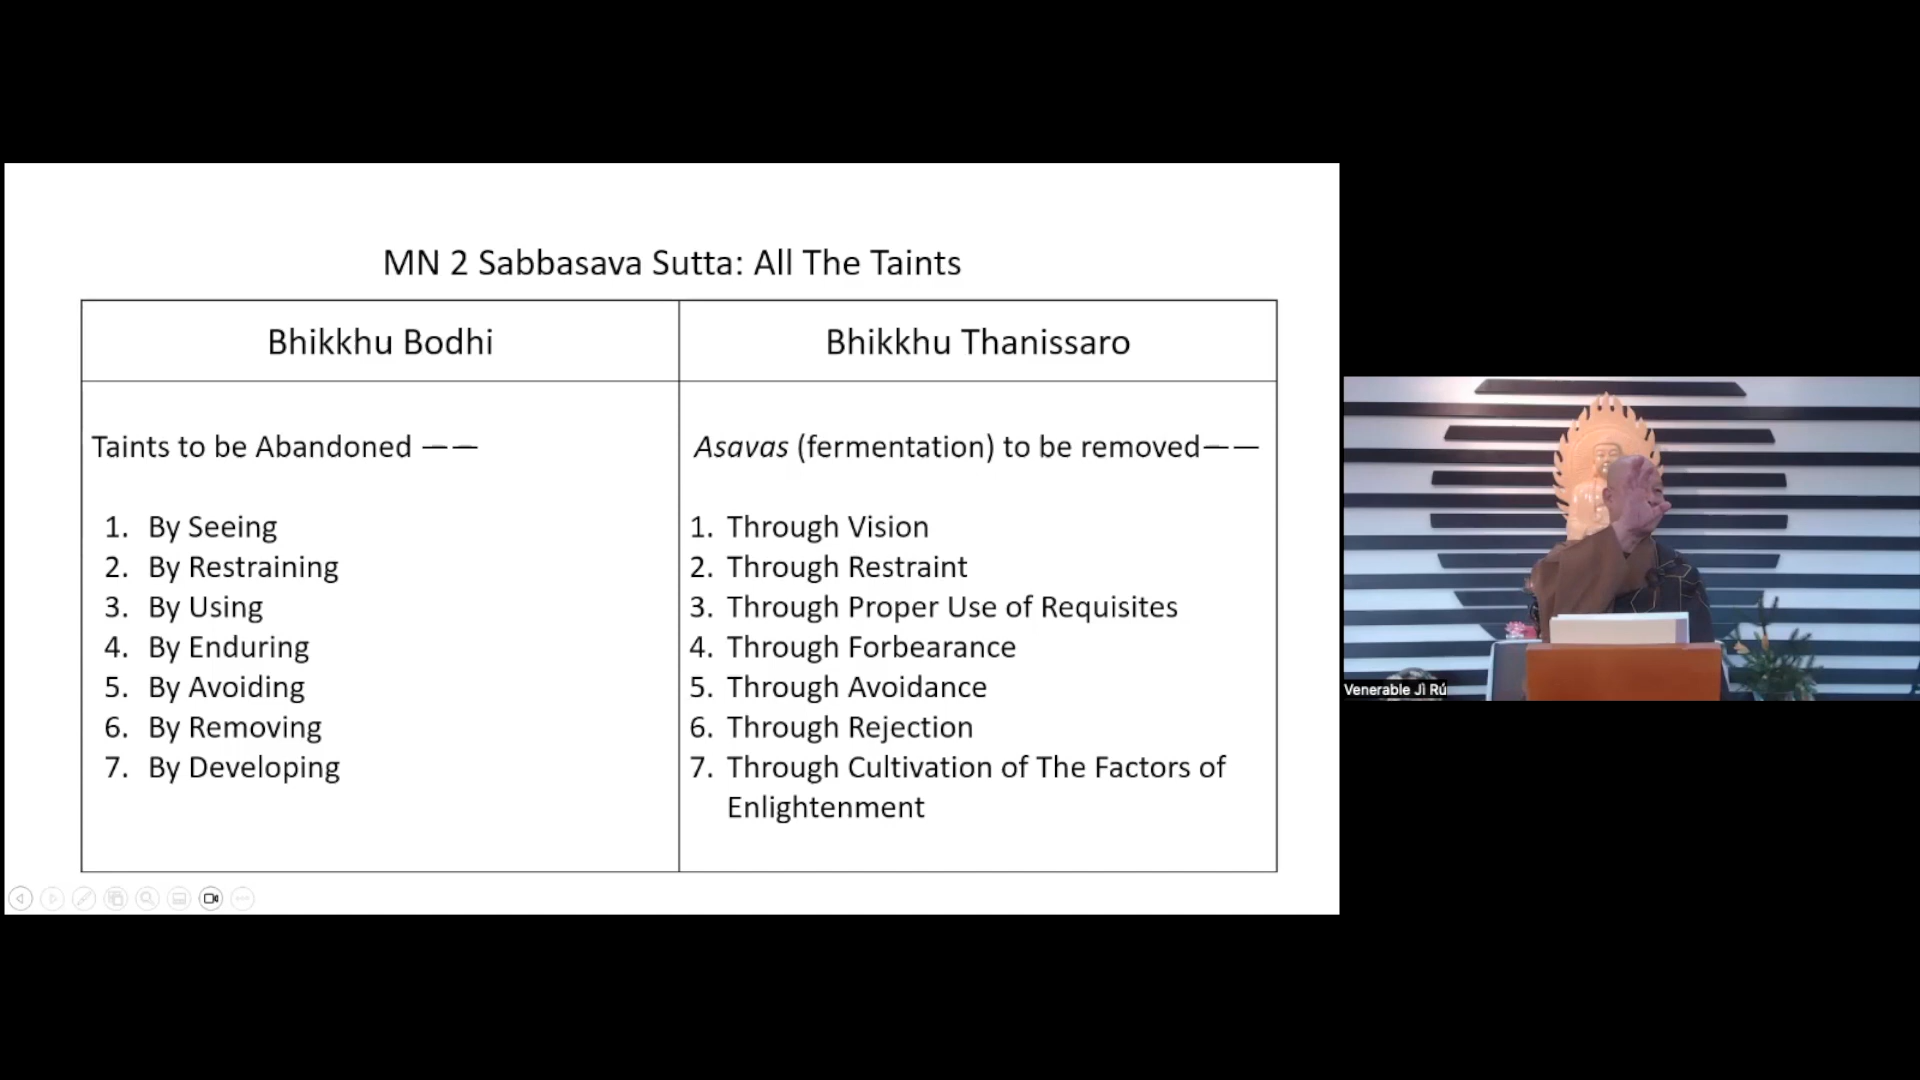 MN 2 Sabbasava Sutta: All The Taints
Bhikkhu Bodhi
Bhikkhu Thanissaro
Taints to be Abandoned ——
1. By Seeing
2. By Restraining
3. By Using
4. By Enduring
5. By Avoiding
6. By Removing
7. By Developing
Asavas (fermentation) to be removed——
1. Through Vision
2. Through Restraint
3. Through Proper Use of Requisites
4. Through Forbearance
5. Through Avoidance
6. Through Rejection
7. Through Cultivation of The Factors of
Enlightenment
Venerable Jì Rú